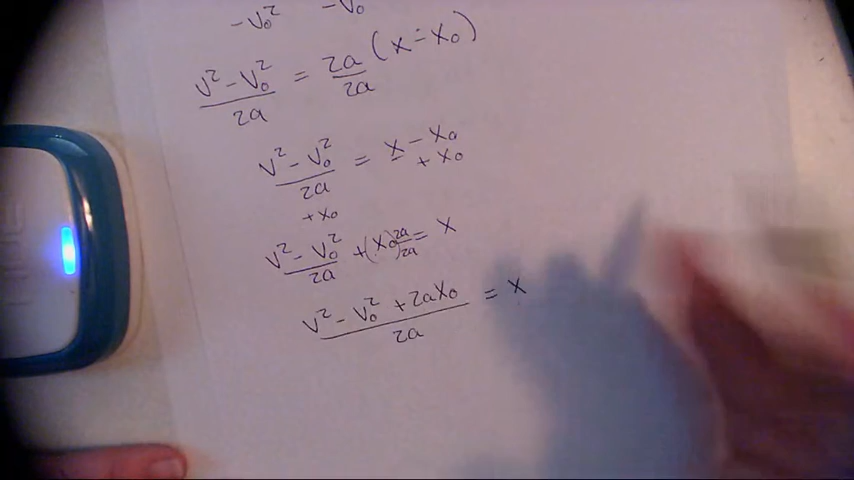 -v₀² -v₀
v² - v₀² / 2a = 2a / 2a (x - x₀)
v² - v₀² / 2a = x - x₀
+ x₀ + x₀
v² - v₀² / 2a + (x₀) 2a / 2a = x
v² - v₀² + 2ax₀ / 2a = x